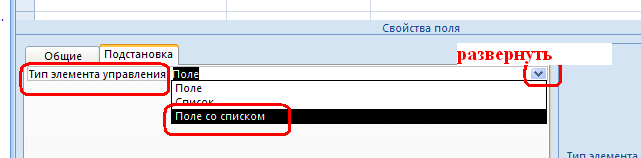 Свойства поля
Общие
Подстановка
развернуть
Тип элемента управления
Поле
Поле
Список
Поле со списком
Тип элемента